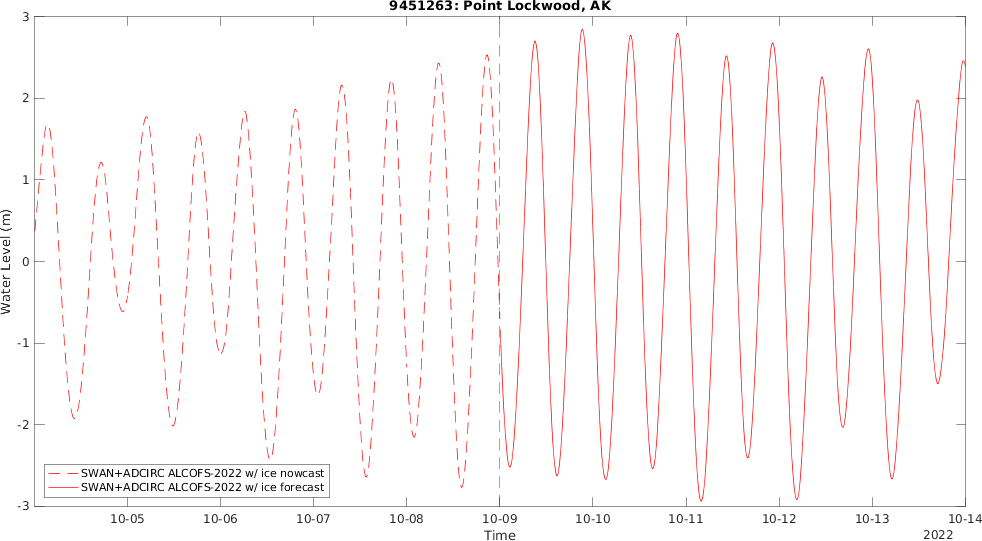 9451263: Point Lockwood, AK
3
2
1
0
-1
-2
-3
Water Level (m)
SWAN+ADCIRC ALCOFS-2022 w/ ice nowcast
SWAN+ADCIRC ALCOFS-2022 w/ ice forecast
10-05 10-06 10-07 10-08 10-09 10-10 10-11 10-12 10-13 10-14
Time
2022